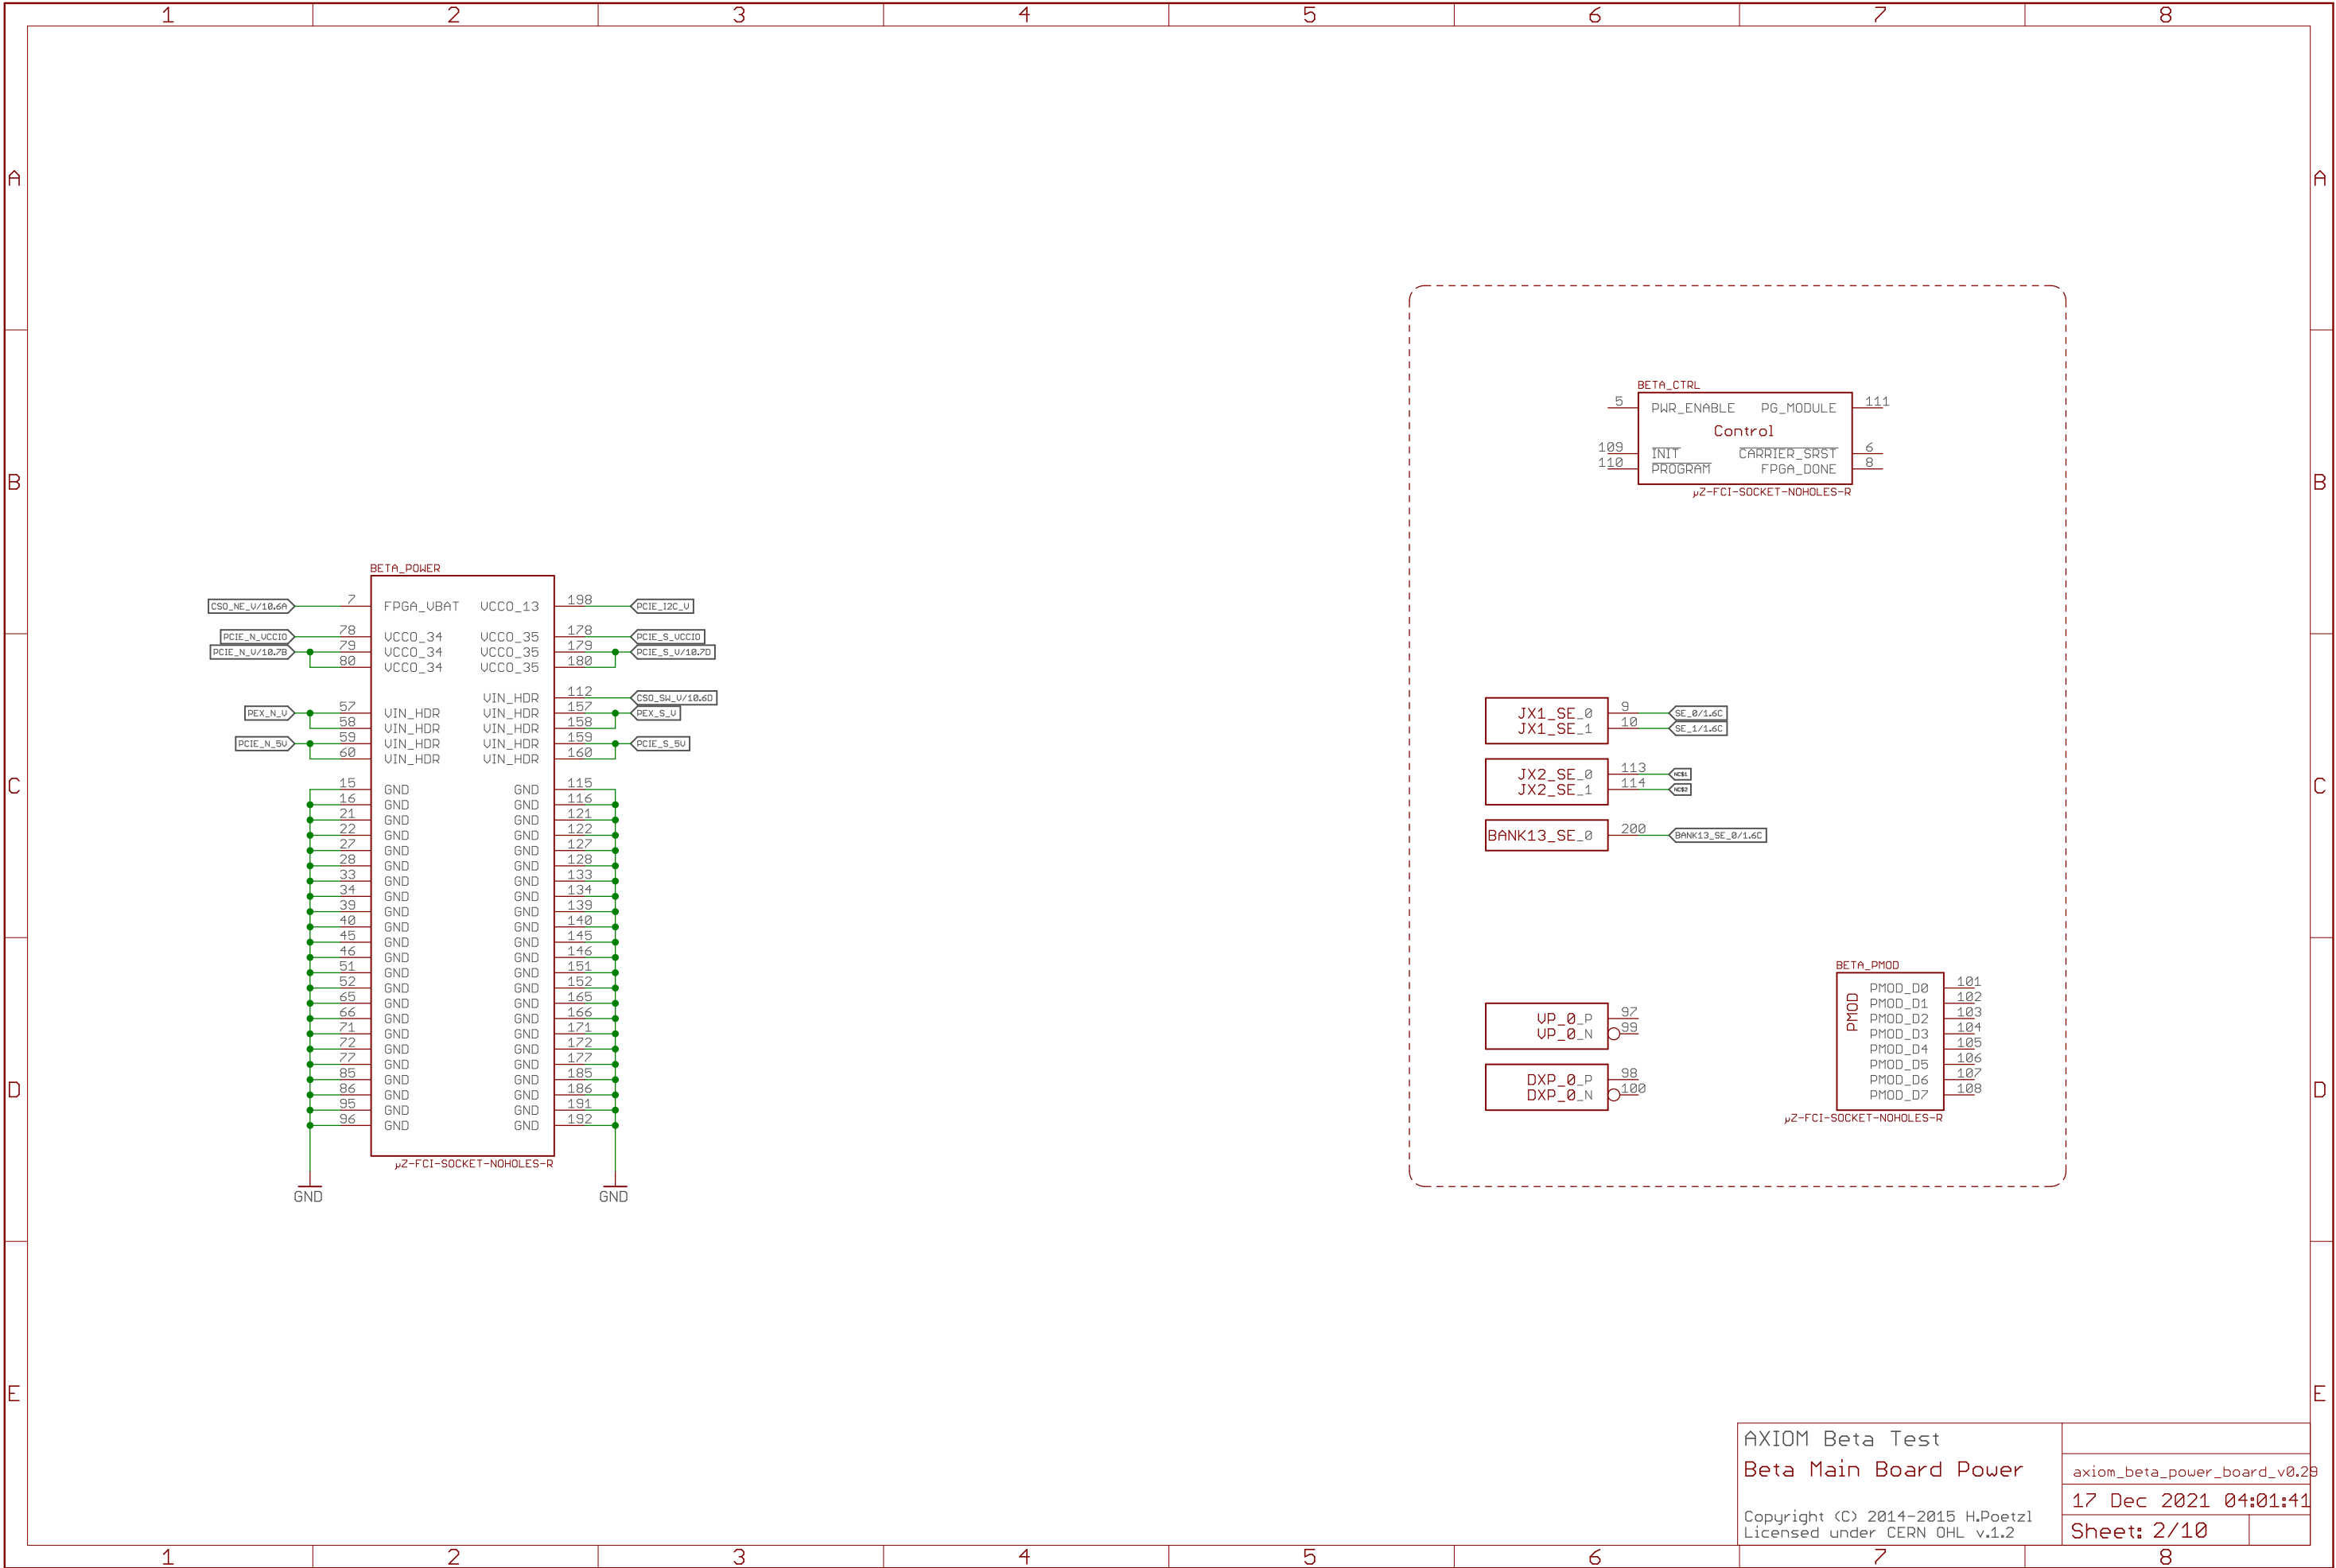 1 2 3 4 5 6 7 8
A A
B B
C C
D D
E E
BETA_POWER
CSO_NE_V/10.6A 7 FPGA_VBAT VCCO_13 198 PCIE_I2C_V
PCIE_N_VCCIO 78 VCCO_34 VCCO_35 178 PCIE_S_VCCIO
PCIE_N_V/10.7B 79 VCCO_34 VCCO_35 179 PCIE_S_V/10.7D
80 VCCO_34 VCCO_35 180
VIN_HDR 112 CSO_SW_V/10.6D
PEX_N_V 57 VIN_HDR VIN_HDR 157 PEX_S_V
58 VIN_HDR VIN_HDR 158
PCIE_N_5V 59 VIN_HDR VIN_HDR 159 PCIE_S_5V
60 VIN_HDR VIN_HDR 160
15 GND GND 115
16 GND GND 116
21 GND GND 121
22 GND GND 122
27 GND GND 127
28 GND GND 128
33 GND GND 133
34 GND GND 134
39 GND GND 139
40 GND GND 140
45 GND GND 145
46 GND GND 146
51 GND GND 151
52 GND GND 152
65 GND GND 165
66 GND GND 166
71 GND GND 171
72 GND GND 172
77 GND GND 177
85 GND GND 185
86 GND GND 186
95 GND GND 191
96 GND GND 192
µZ-FCI-SOCKET-NOHOLES-R
GND GND
BETA_CTRL
5 PWR_ENABLE PG_MODULE 111
Control
109 INIT CARRIER_SRST 6
110 PROGRAM FPGA_DONE 8
µZ-FCI-SOCKET-NOHOLES-R
JX1_SE_0 9 SE_0/1.6C
JX1_SE_1 10 SE_1/1.6C
JX2_SE_0 113 NC$1
JX2_SE_1 114 NC$2
BANK13_SE_0 200 BANK13_SE_0/1.6C
VP_0_P 97
VP_0_N 99
DXP_0_P 98
DXP_0_N 100
BETA_PMOD
PMOD
PMOD_D0 101
PMOD_D1 102
PMOD_D2 103
PMOD_D3 104
PMOD_D4 105
PMOD_D5 106
PMOD_D6 107
PMOD_D7 108
µZ-FCI-SOCKET-NOHOLES-R
AXIOM Beta Test
Beta Main Board Power
Copyright (C) 2014-2015 H.Poetzl
Licensed under CERN OHL v.1.2
axiom_beta_power_board_v0.29
17 Dec 2021 04:01:41
Sheet: 2/10
1 2 3 4 5 6 7 8